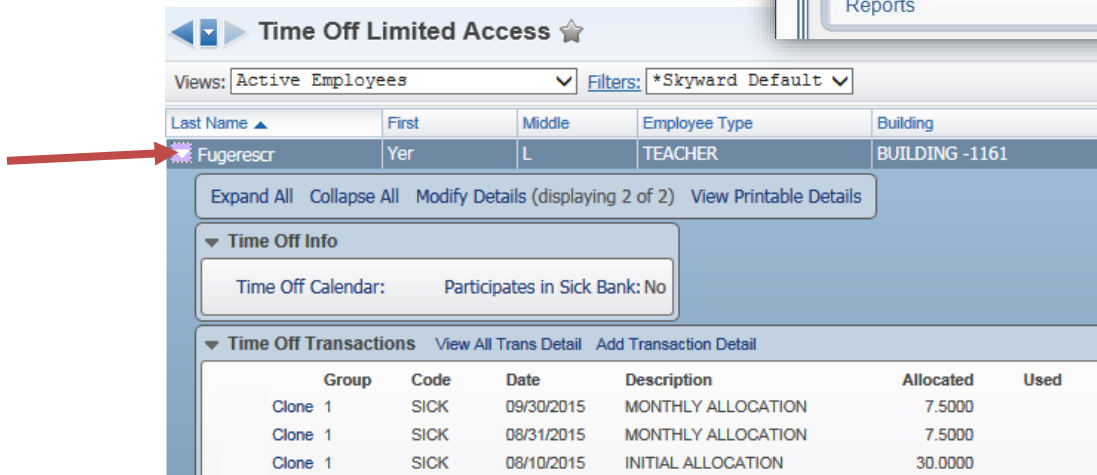 Reports
Time Off Limited Access
Views: Active Employees Filters: *Skyward Default
Last Name First Middle Employee Type Building
Fugerescr Yer L TEACHER BUILDING -1161
Expand All Collapse All Modify Details (displaying 2 of 2) View Printable Details
Time Off Info
Time Off Calendar: Participates in Sick Bank: No
Time Off Transactions View All Trans Detail Add Transaction Detail
Group Code Date Description Allocated Used
Clone 1 SICK 09/30/2015 MONTHLY ALLOCATION 7.5000
Clone 1 SICK 08/31/2015 MONTHLY ALLOCATION 7.5000
Clone 1 SICK 08/10/2015 INITIAL ALLOCATION 30.0000